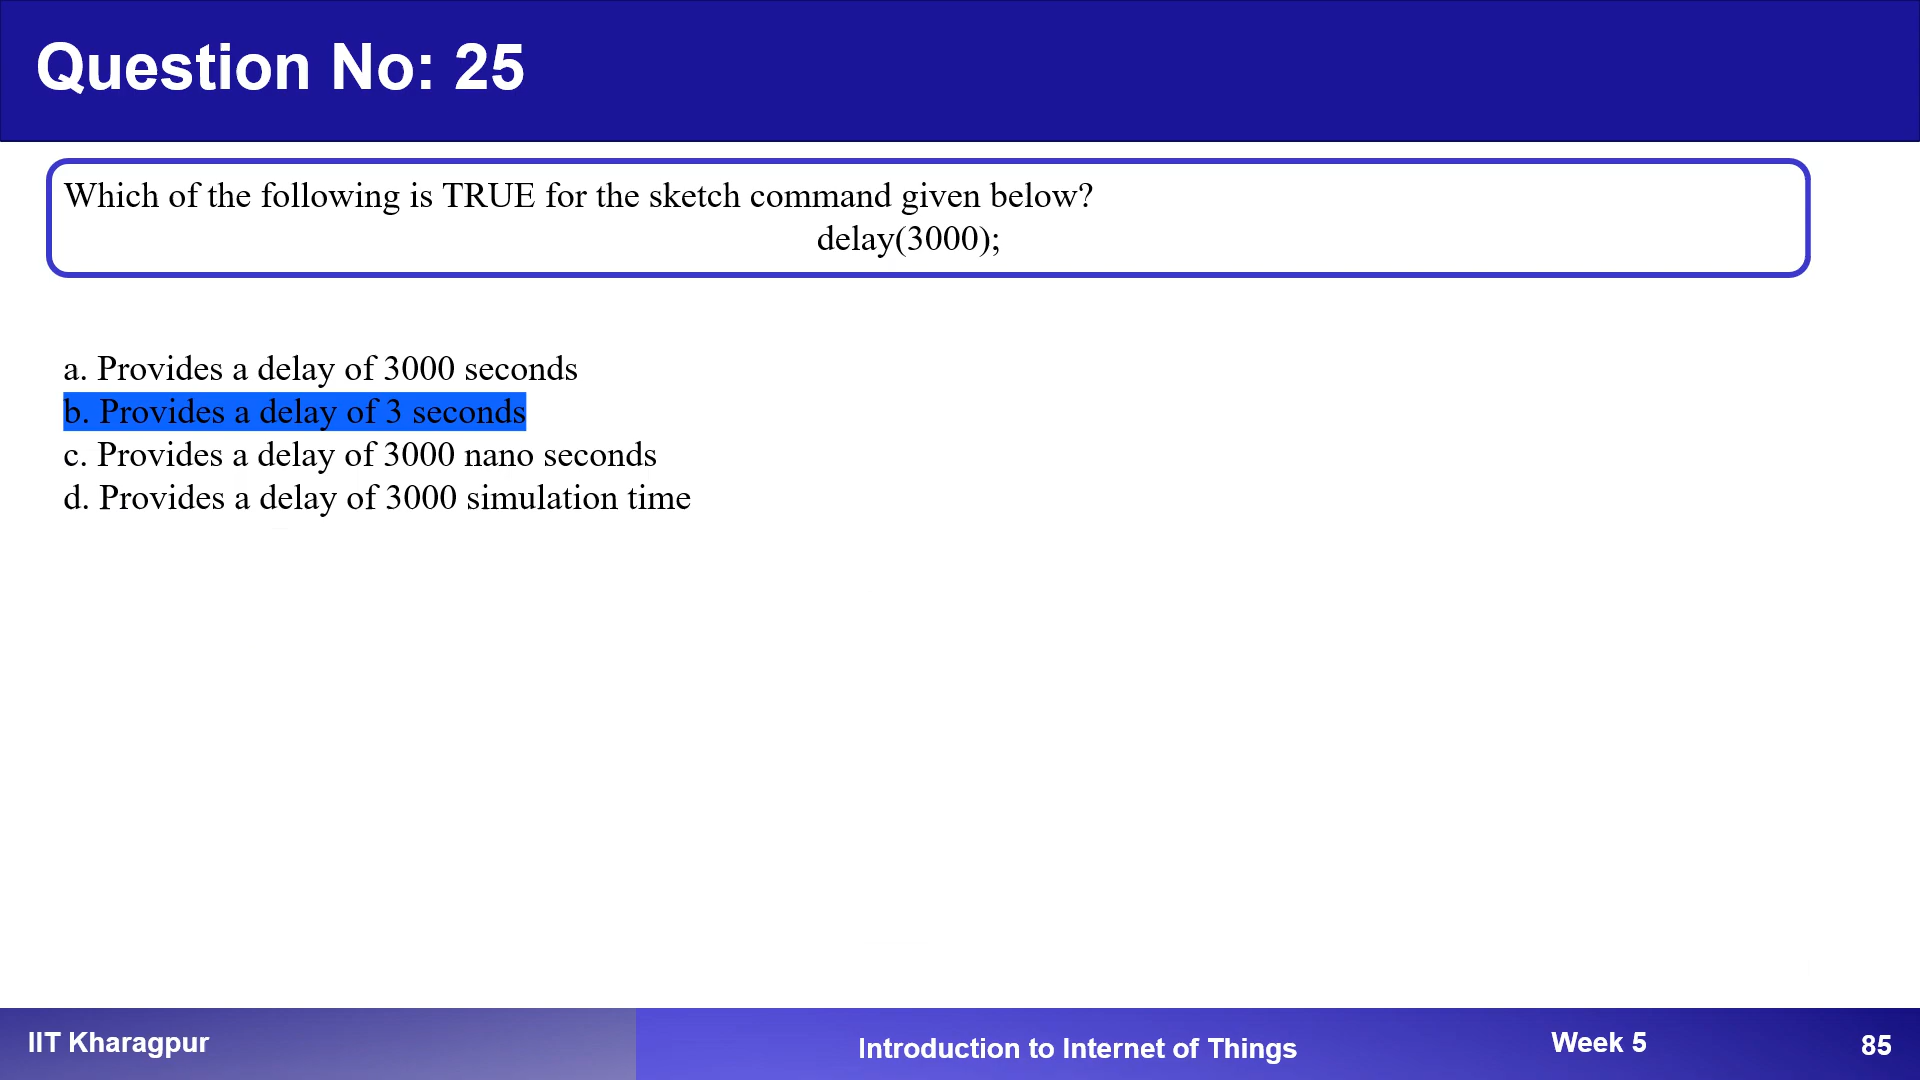 Question No: 25
Which of the following is TRUE for the sketch command given below?
delay(3000);
a. Provides a delay of 3000 seconds
b. Provides a delay of 3 seconds
c. Provides a delay of 3000 nano seconds
d. Provides a delay of 3000 simulation time
IIT Kharagpur
Introduction to Internet of Things
Week 5
85